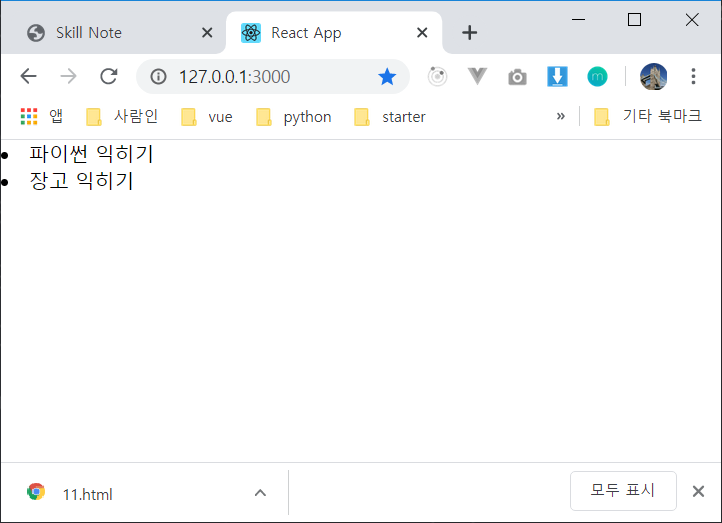 Skill Note
React App
127.0.0.1:3000
앱 사람인 vue python starter » 기타 북마크
• 파이썬 익히기
• 장고 익히기
11.html
모두 표시